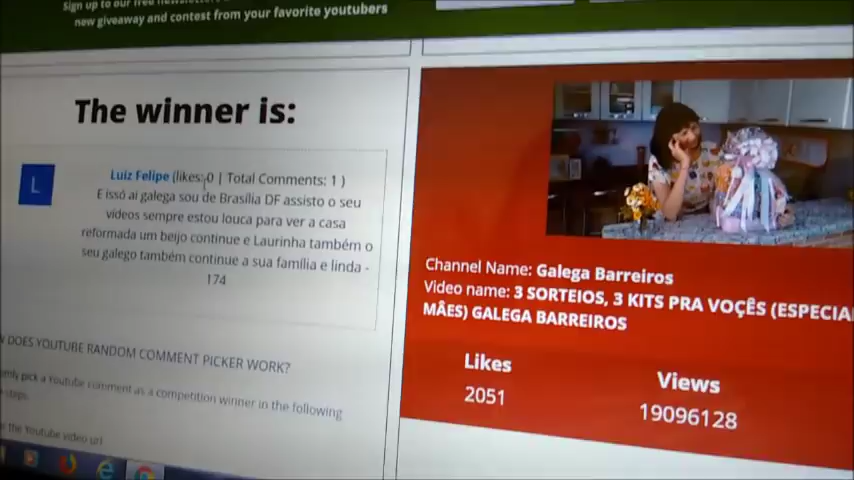 Sign up to our free
new giveaway and contest from your favorite youtubers
The winner is:
L
Luiz Felipe (likes:0 | Total Comments: 1 )
E issó ai galega sou de Brasília DF assisto o seu
vídeos sempre estou louca para ver a casa
reformada um beijo continue e Laurinha também o
seu galego também continue a sua família e linda -
174
DOES YOUTUBE RANDOM COMMENT PICKER WORK?
pick a Youtube comment as a competition winner in the following
steps.
the Youtube video url
Channel Name: Galega Barreiros
Video name: 3 SORTEIOS, 3 KITS PRA VOÇÊS (ESPECIA
MÂES) GALEGA BARREIROS
Likes
2051
Views
19096128